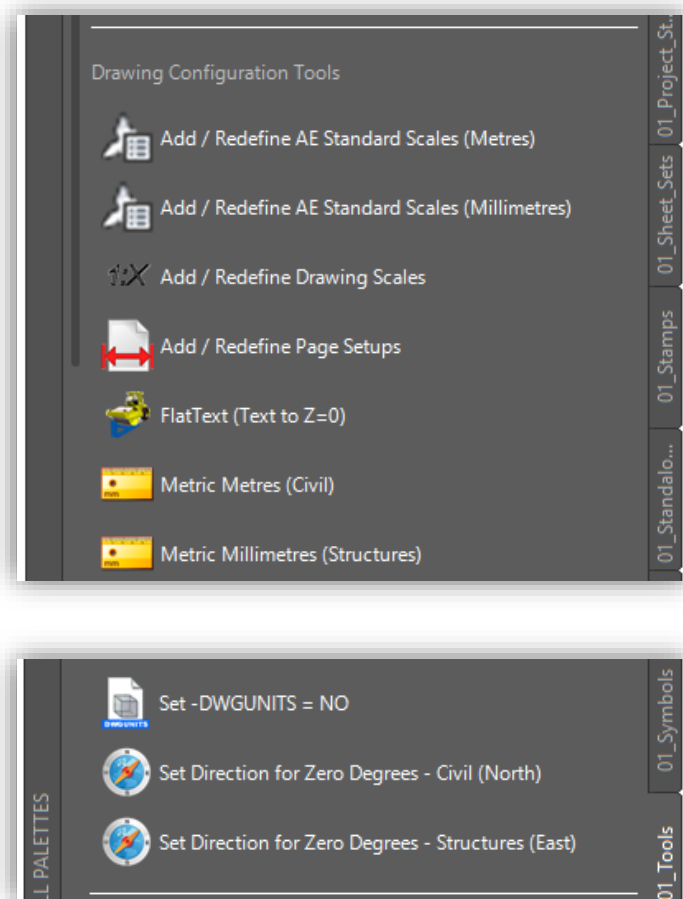 Drawing Configuration Tools
Add / Redefine AE Standard Scales (Metres)
Add / Redefine AE Standard Scales (Millimetres)
1:X Add / Redefine Drawing Scales
Add / Redefine Page Setups
FlatText (Text to Z=0)
mm Metric Metres (Civil)
mm Metric Millimetres (Structures)
01_Project_St...
01_Sheet_Sets
01_Stamps
01_Standalo...
DWGUNITS Set -DWGUNITS = NO
Set Direction for Zero Degrees - Civil (North)
Set Direction for Zero Degrees - Structures (East)
PALETTES
01_Symbols
01_Tools